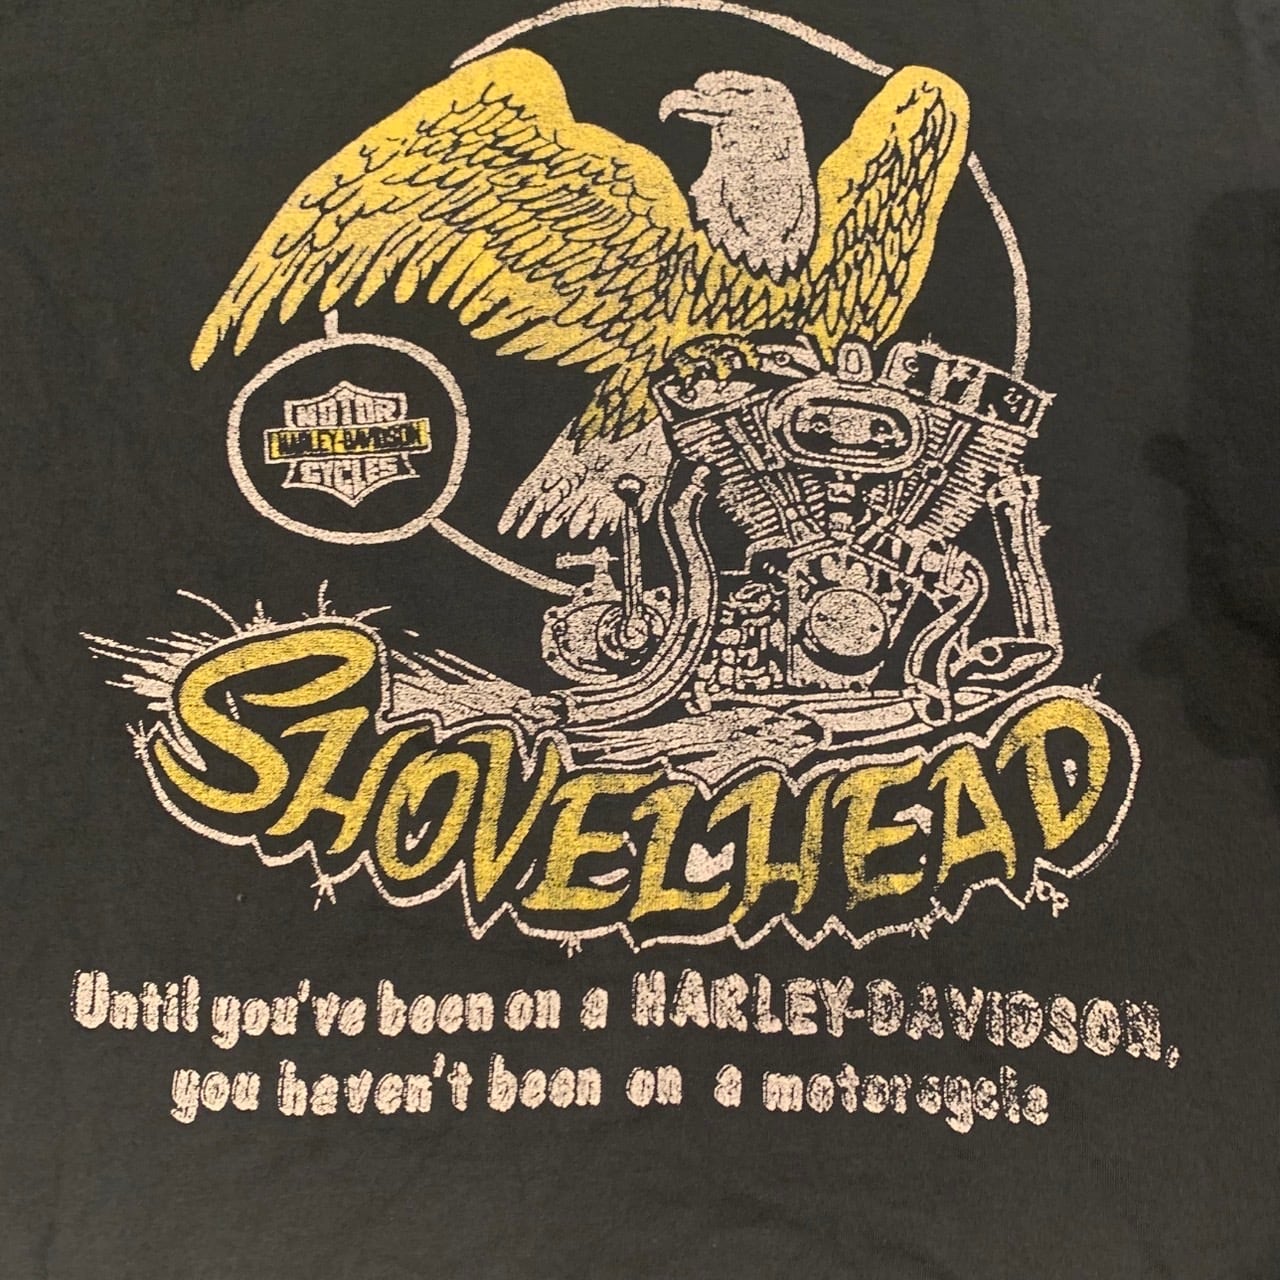 MOTOR
HARLEY-DAVIDSON
CYCLES
SHOVELHEAD
Until you've been on a HARLEY-DAVIDSON,
you haven't been on a motorcycle